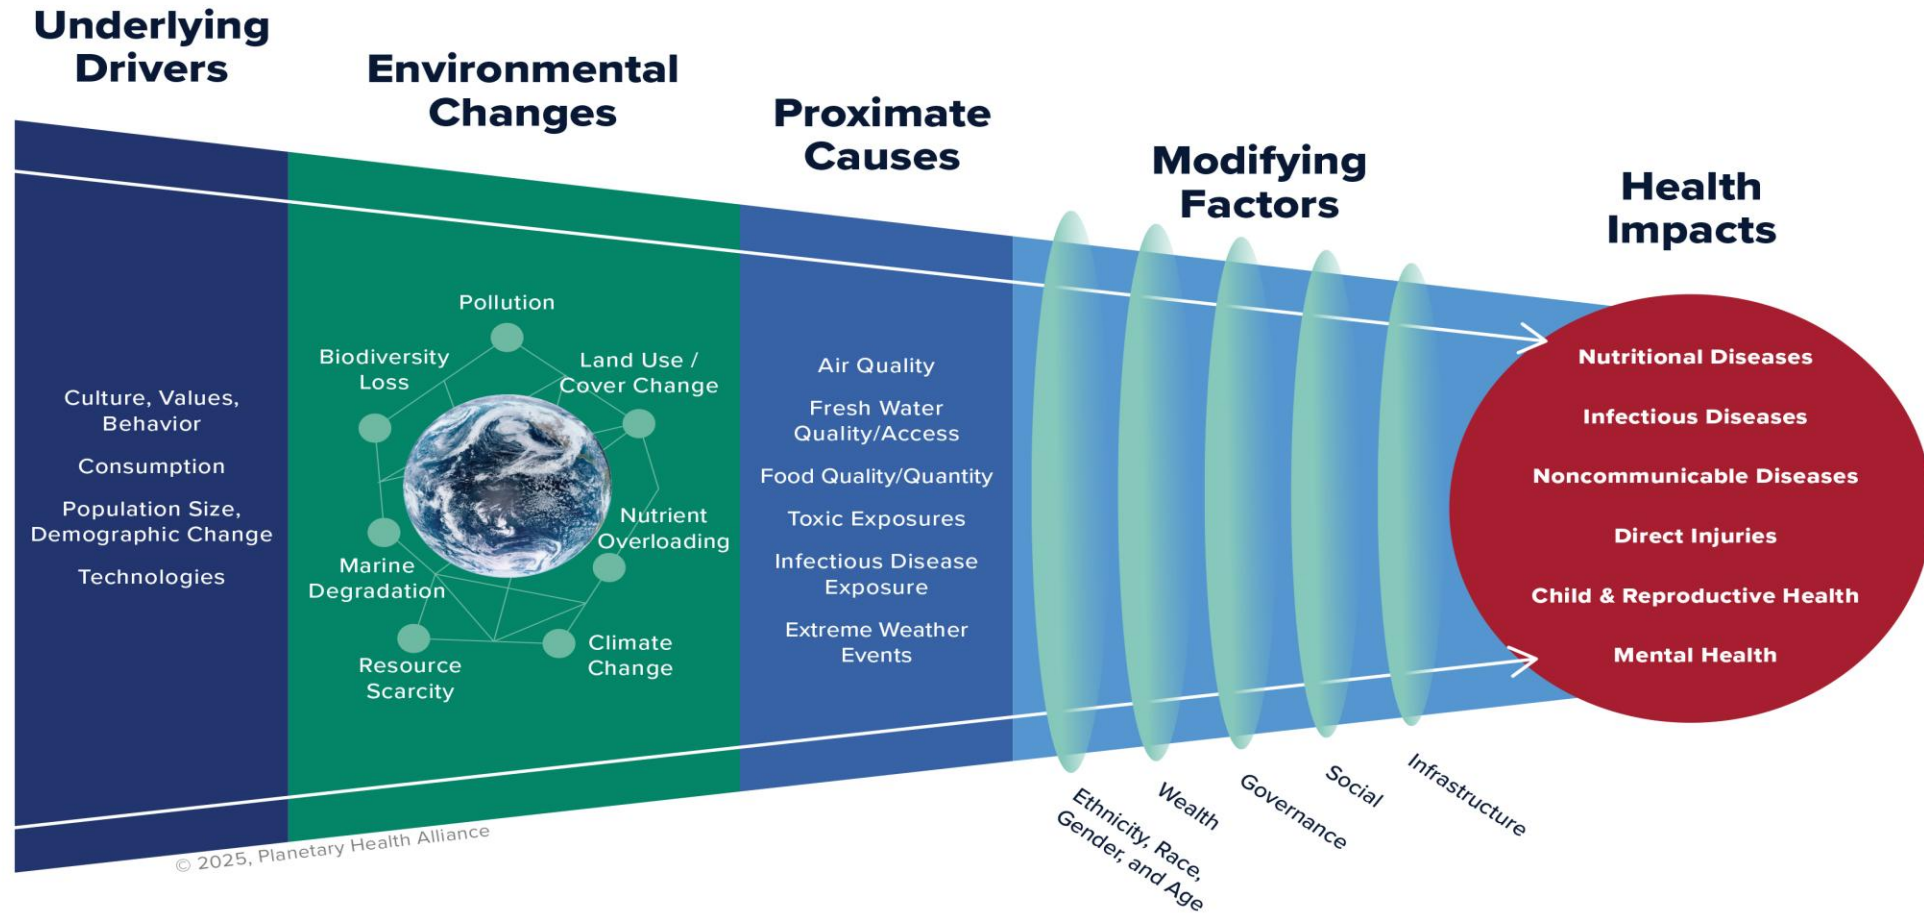 Underlying
Drivers
Environmental
Changes
Proximate
Causes
Modifying
Factors
Health
Impacts
Culture, Values,
Behavior
Consumption
Population Size,
Demographic Change
Technologies
Pollution
Biodiversity
Loss
Land Use /
Cover Change
Nutrient
Overloading
Marine
Degradation
Climate
Change
Resource
Scarcity
Air Quality
Fresh Water
Quality/Access
Food Quality/Quantity
Toxic Exposures
Infectious Disease
Exposure
Extreme Weather
Events
Ethnicity, Race,
Gender, and Age
Wealth
Governance
Social
Infrastructure
Nutritional Diseases
Infectious Diseases
Noncommunicable Diseases
Direct Injuries
Child & Reproductive Health
Mental Health
© 2025, Planetary Health Alliance